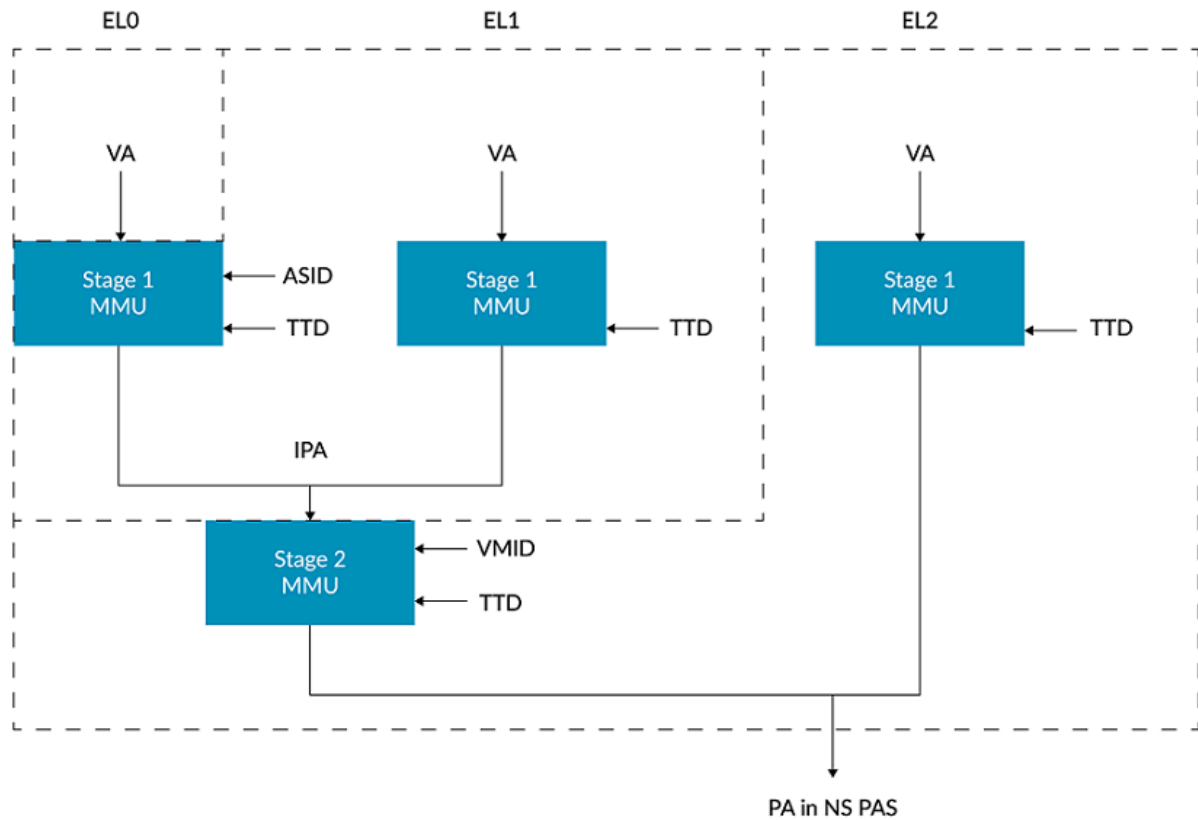 EL0
EL1
EL2
VA
VA
VA
Stage 1
MMU
ASID
TTD
Stage 1
MMU
TTD
Stage 1
MMU
TTD
IPA
Stage 2
MMU
VMID
TTD
PA in NS PAS